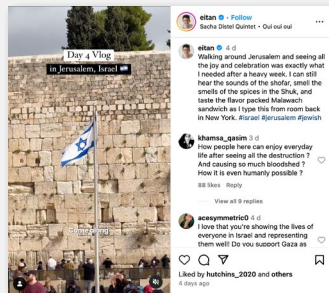 Day 4 Vlog
in Jerusalem, Israel 🇮🇱
eitan • Follow
Sacha Distel Quintet • Oui oui oui
eitan 4 d
Walking around Jerusalem and seeing all
the joy and celebration was exactly what
I needed after a heavy week. I can still
hear the sounds of the shofar, smell the
smells of the spices in the Shuk, and
taste the flavor packed Malawach
sandwich as I type this from your back
in New York. #israel #jerusalem #jewish
khamsa_qasim 3 d
How people here can enjoy everyday
life after seeing all the destruction ?
And causing so much bloodshed ?
How it is even humanly possible ?
88 likes Reply
View all 9 replies
acesymmetric0 4 d
I love that you're showing the lives of
everyone in Israel and representing
them well! Do you support Gaza as
Liked by hutchins_2020 and others
4 days ago